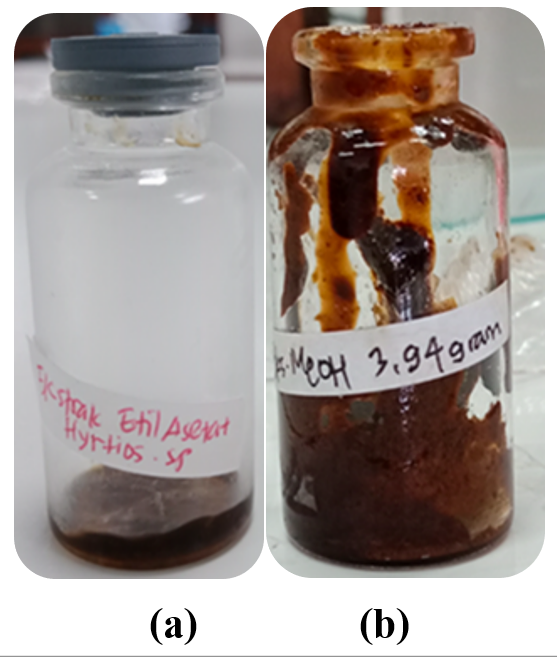 Ekstrak Etil Asetat
Hyrtios. sp
MeOH 3.94 gram
(a)
(b)